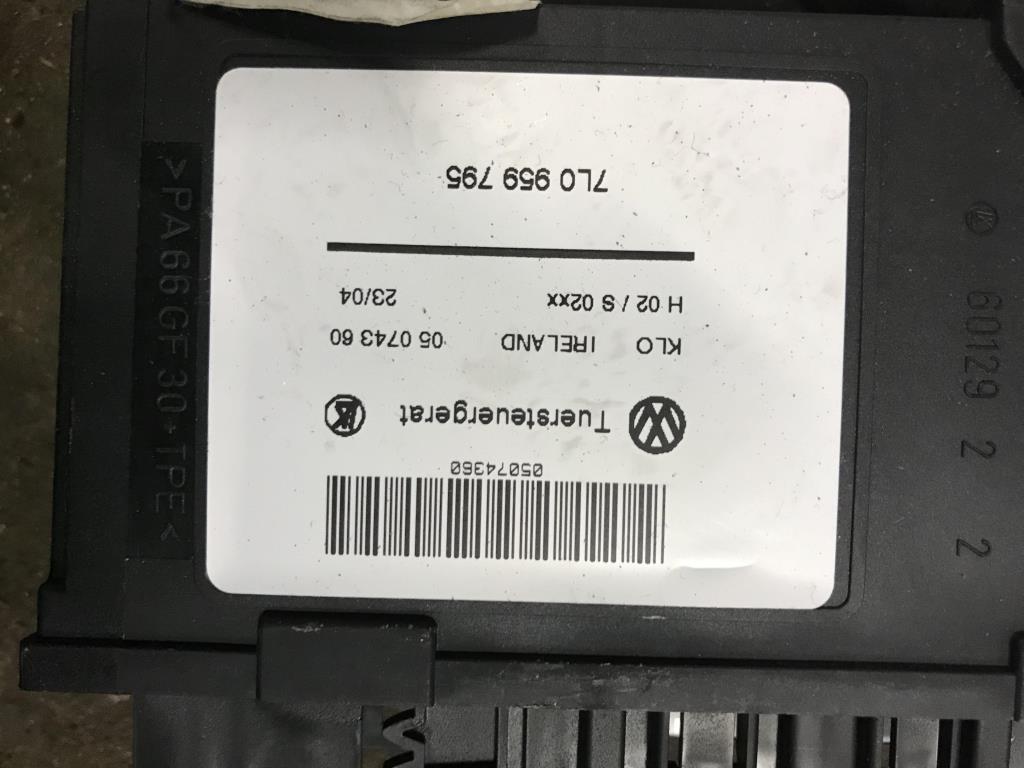 05074360
Tuersteuergerat
KLO IRELAND 05 0743 60
H 02 / S 02xx 23/04
7L0 959 795
>PA66GF30+TPE<
60129 2 2